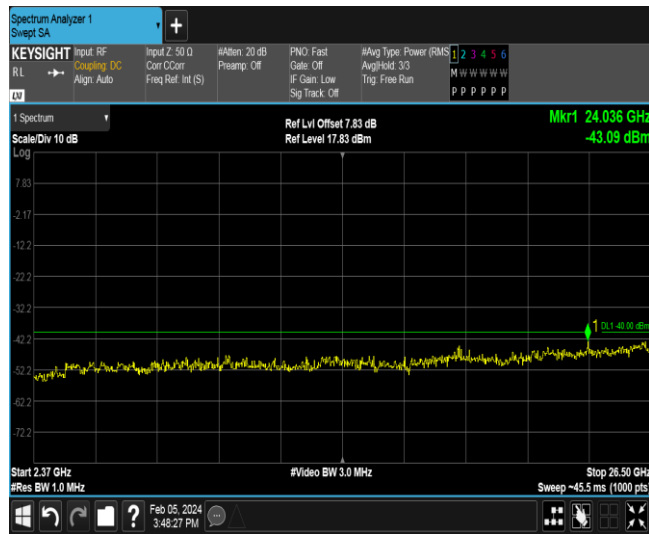 Spectrum Analyzer 1
Swept SA
+
KEYSIGHT
RL
LXI
Input: RF
Coupling: DC
Align: Auto
Input Z: 50 Ω
Corr CCorr
Freq Ref: Int (S)
#Atten: 20 dB
Preamp: Off
PNO: Fast
Gate: Off
IF Gain: Low
Sig Track: Off
#Avg Type: Power (RMS
Avg|Hold: 3/3
Trig: Free Run
1 2 3 4 5 6
M W W W W W
P P P P P P
1 Spectrum
Scale/Div 10 dB
Log
Ref Lvl Offset 7.83 dB
Ref Level 17.83 dBm
Mkr1 24.036 GHz
-43.09 dBm
7.83
-2.17
-12.2
-22.2
-32.2
1 DL1 -40.00 dBm
-42.2
-52.2
-62.2
-72.2
Start 2.37 GHz
#Res BW 1.0 MHz
#Video BW 3.0 MHz
Stop 26.50 GHz
Sweep ~45.5 ms (1000 pts)
?
Feb 05, 2024
3:48:27 PM